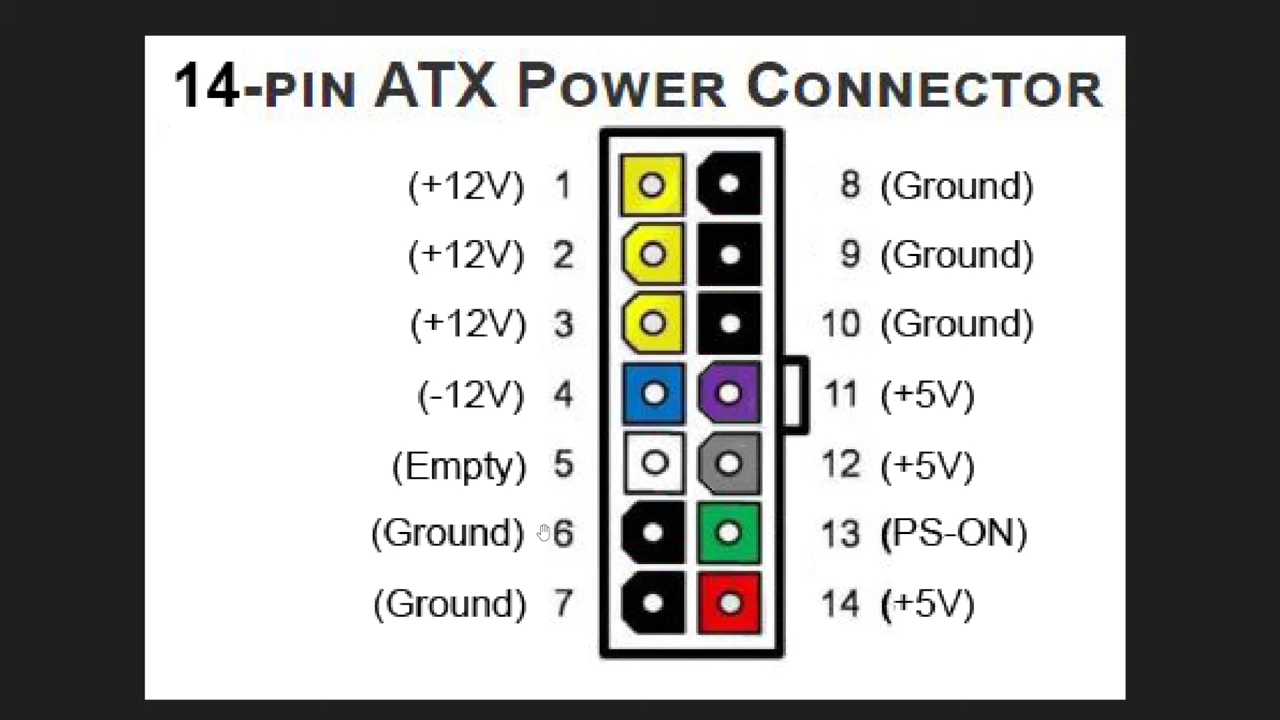 14-PIN ATX POWER CONNECTOR
(+12V) 1 8 (Ground)
(+12V) 2 9 (Ground)
(+12V) 3 10 (Ground)
(-12V) 4 11 (+5V)
(Empty) 5 12 (+5V)
(Ground) 6 13 (PS-ON)
(Ground) 7 14 (+5V)